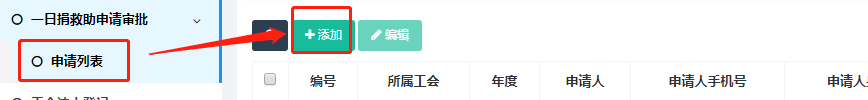 一日捐救助申请审批
添加
编辑
申请列表
编号 所属工会 年度 申请人 申请人手机号 申请人